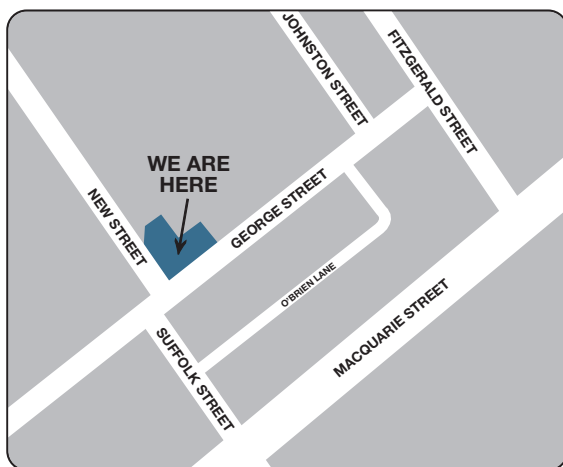 JOHNSTON STREET
FITZGERALD STREET
WE ARE
HERE
NEW STREET
GEORGE STREET
O'BRIEN LANE
SUFFOLK STREET
MACQUARIE STREET